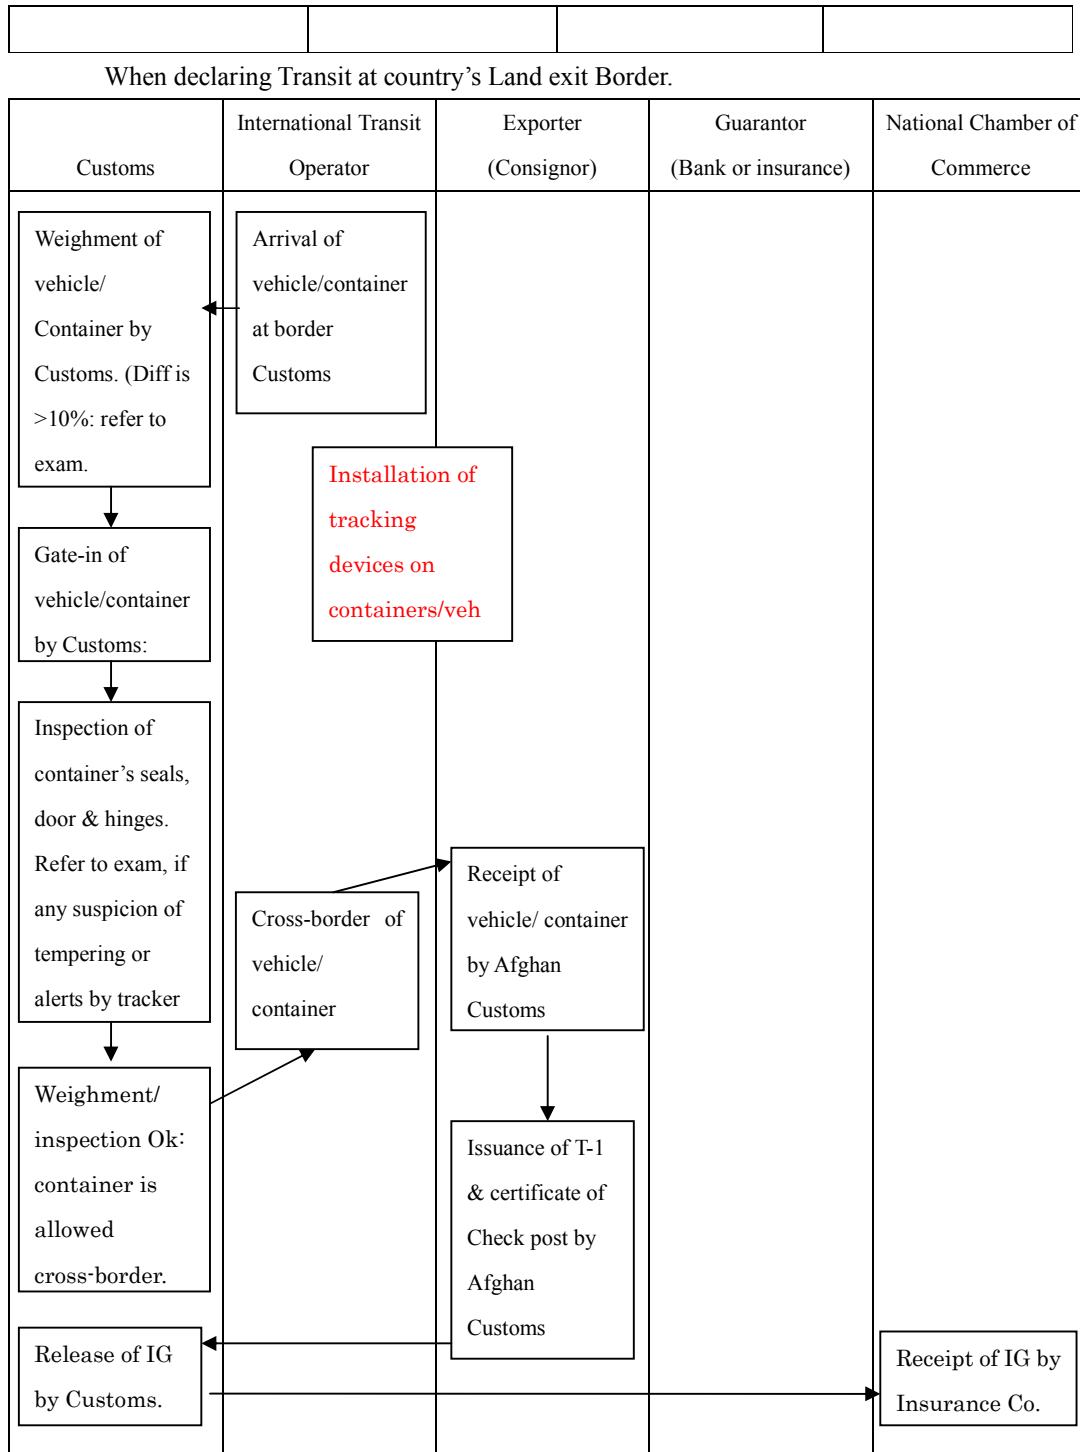 When declaring Transit at country’s Land exit Border.
Customs
International Transit
Operator
Exporter
(Consignor)
Guarantor
(Bank or insurance)
National Chamber of
Commerce
Weighment of
vehicle/
Container by
Customs. (Diff is
>10%: refer to
exam.
Arrival of
vehicle/container
at border
Customs
Installation of
tracking
devices on
containers/veh
Gate-in of
vehicle/container
by Customs:
Inspection of
container’s seals,
door & hinges.
Refer to exam, if
any suspicion of
tempering or
alerts by tracker
Cross-border of
vehicle/
container
Receipt of
vehicle/ container
by Afghan
Customs
Weighment/
inspection Ok:
container is
allowed
cross-border.
Issuance of T-1
& certificate of
Check post by
Afghan
Customs
Release of IG
by Customs.
Receipt of IG by
Insurance Co.